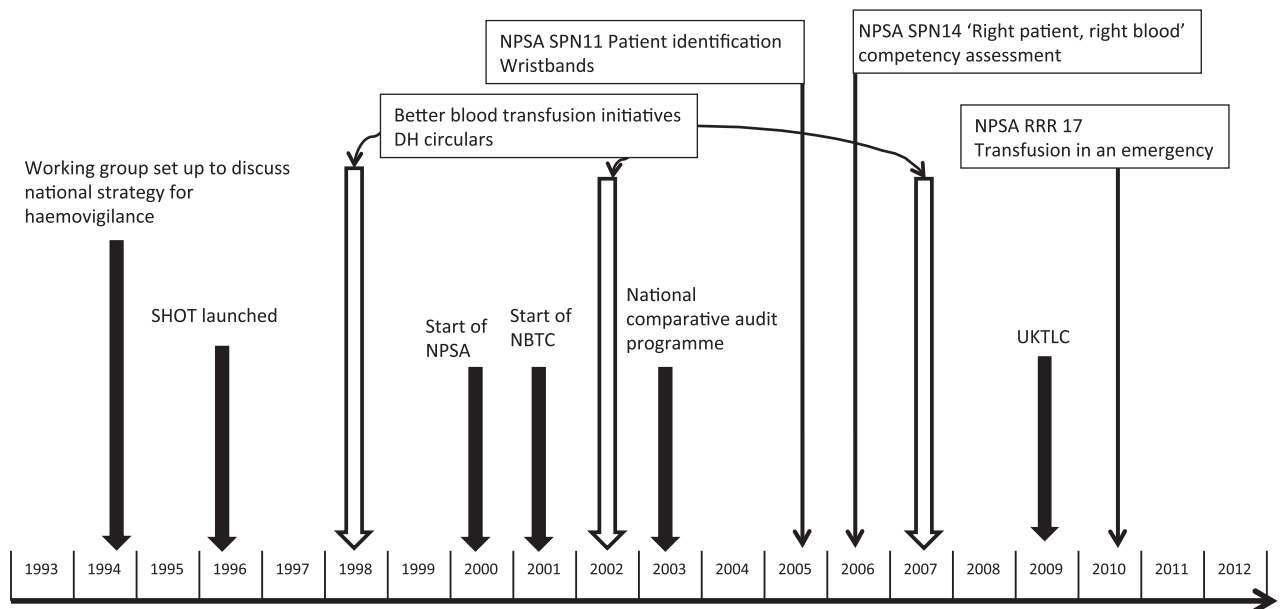 NPSA SPN11 Patient identification
Wristbands
NPSA SPN14 ‘Right patient, right blood’
competency assessment
Better blood transfusion initiatives
DH circulars
NPSA RRR 17
Transfusion in an emergency
Working group set up to discuss
national strategy for
haemovigilance
SHOT launched
Start of
NPSA
Start of
NBTC
National
comparative audit
programme
UKTLC
1993 1994 1995 1996 1997 1998 1999 2000 2001 2002 2003 2004 2005 2006 2007 2008 2009 2010 2011 2012